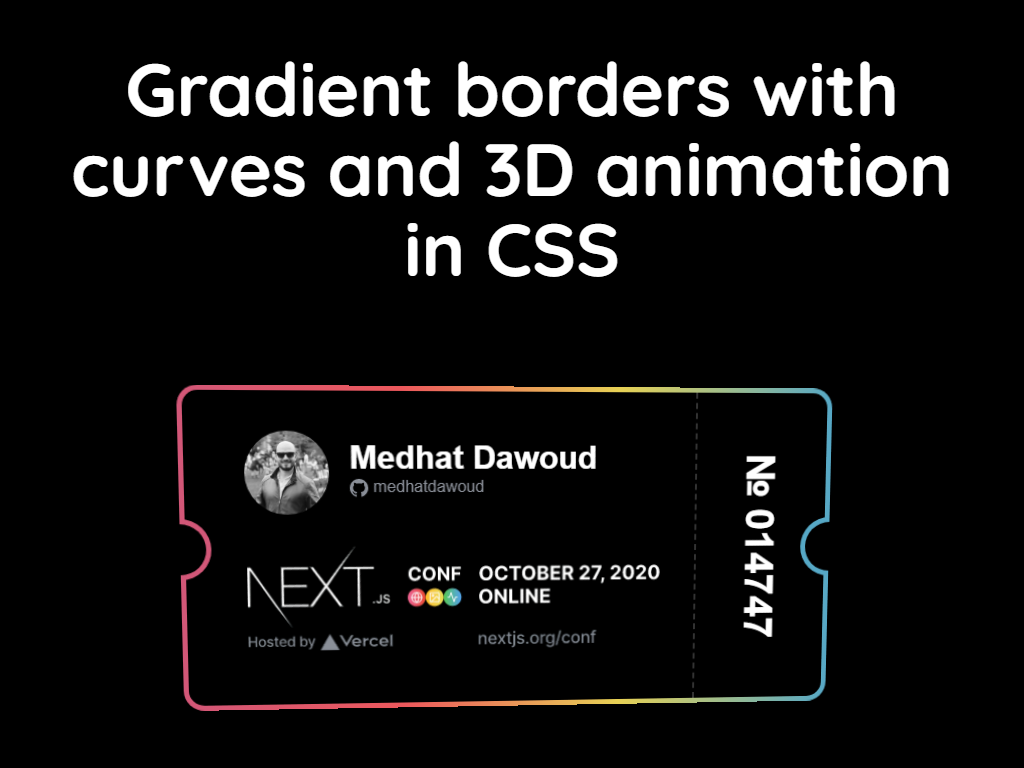 Gradient borders with
curves and 3D animation
in CSS
Medhat Dawoud
medhatdawoud
NEXT.JS
CONF
OCTOBER 27, 2020
ONLINE
Hosted by Vercel
nextjs.org/conf
№ 014747